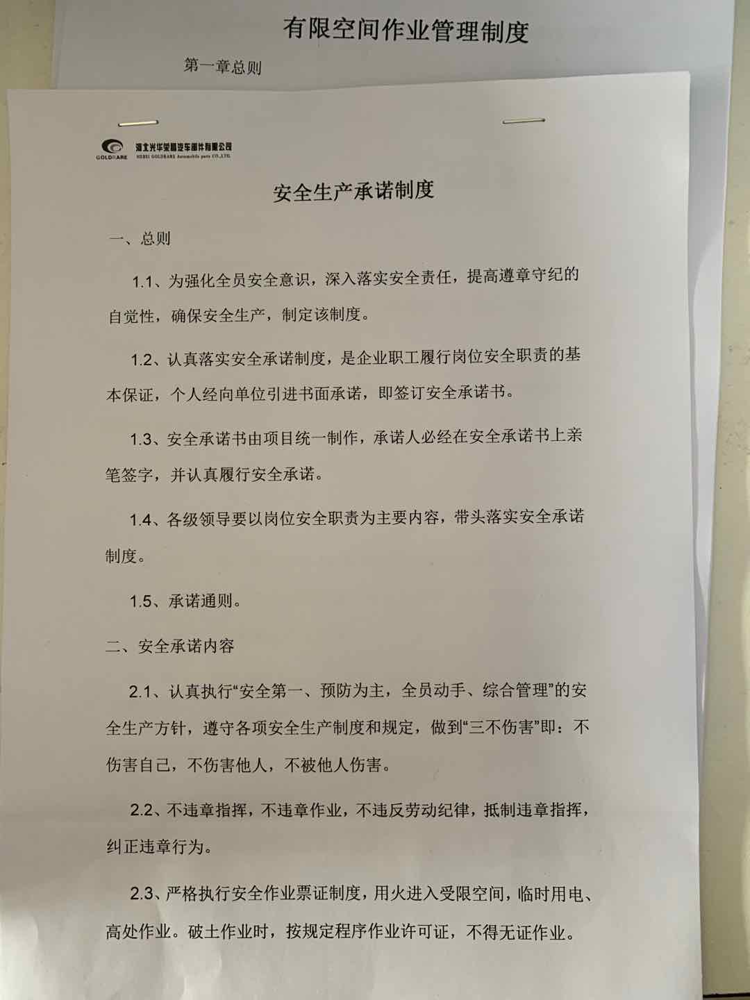 有限空间作业管理制度
第一章总则
GOLDRARE
河北光华荣昌汽车部件有限公司
HEBEI GOLDRARE Automobile parts CO.,LTD.
安全生产承诺制度
一、总则
1.1、为强化全员安全意识，深入落实安全责任，提高遵章守纪的
自觉性，确保安全生产，制定该制度。
1.2、认真落实安全承诺制度，是企业职工履行岗位安全职责的基
本保证，个人经向单位引进书面承诺，即签订安全承诺书。
1.3、安全承诺书由项目统一制作，承诺人必经在安全承诺书上亲
笔签字，并认真履行安全承诺。
1.4、各级领导要以岗位安全职责为主要内容，带头落实安全承诺
制度。
1.5、承诺通则。
二、安全承诺内容
2.1、认真执行“安全第一、预防为主，全员动手、综合管理”的安
全生产方针，遵守各项安全生产制度和规定，做到“三不伤害”即：不
伤害自己，不伤害他人，不被他人伤害。
2.2、不违章指挥，不违章作业，不违反劳动纪律，抵制违章指挥，
纠正违章行为。
2.3、严格执行安全作业票证制度，用火进入受限空间，临时用电、
高处作业。破土作业时，按规定程序作业许可证，不得无证作业。